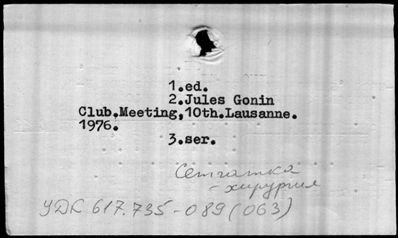 1.ed.
2.Jules Gonin
Club.Meeting,10th.Lausanne.
1976.
3.ser.
Сетчатка
- хирургия
УДК 617.735-089(063)